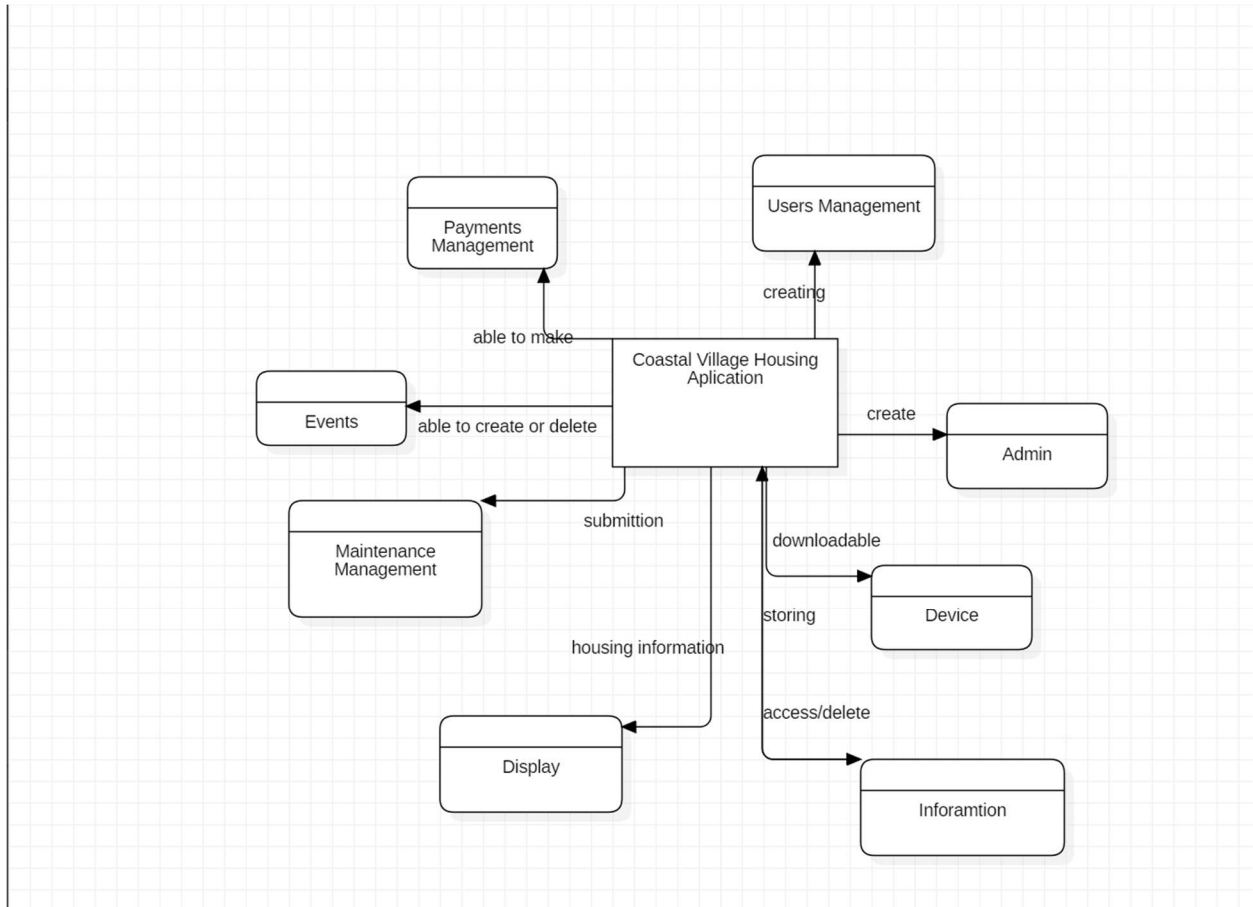 Users Management
Payments
Management
creating
able to make
Coastal Village Housing
Aplication
Events
able to create or delete
create
Admin
submittion
Maintenance
Management
downloadable
Device
storing
housing information
access/delete
Display
Inforamtion